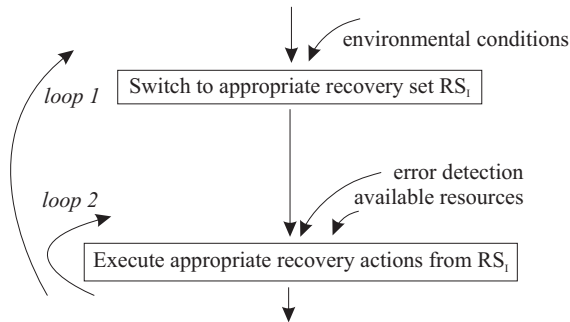 environmental conditions
Switch to appropriate recovery set RS_I
loop 1
error detection
available resources
loop 2
Execute appropriate recovery actions from RS_I